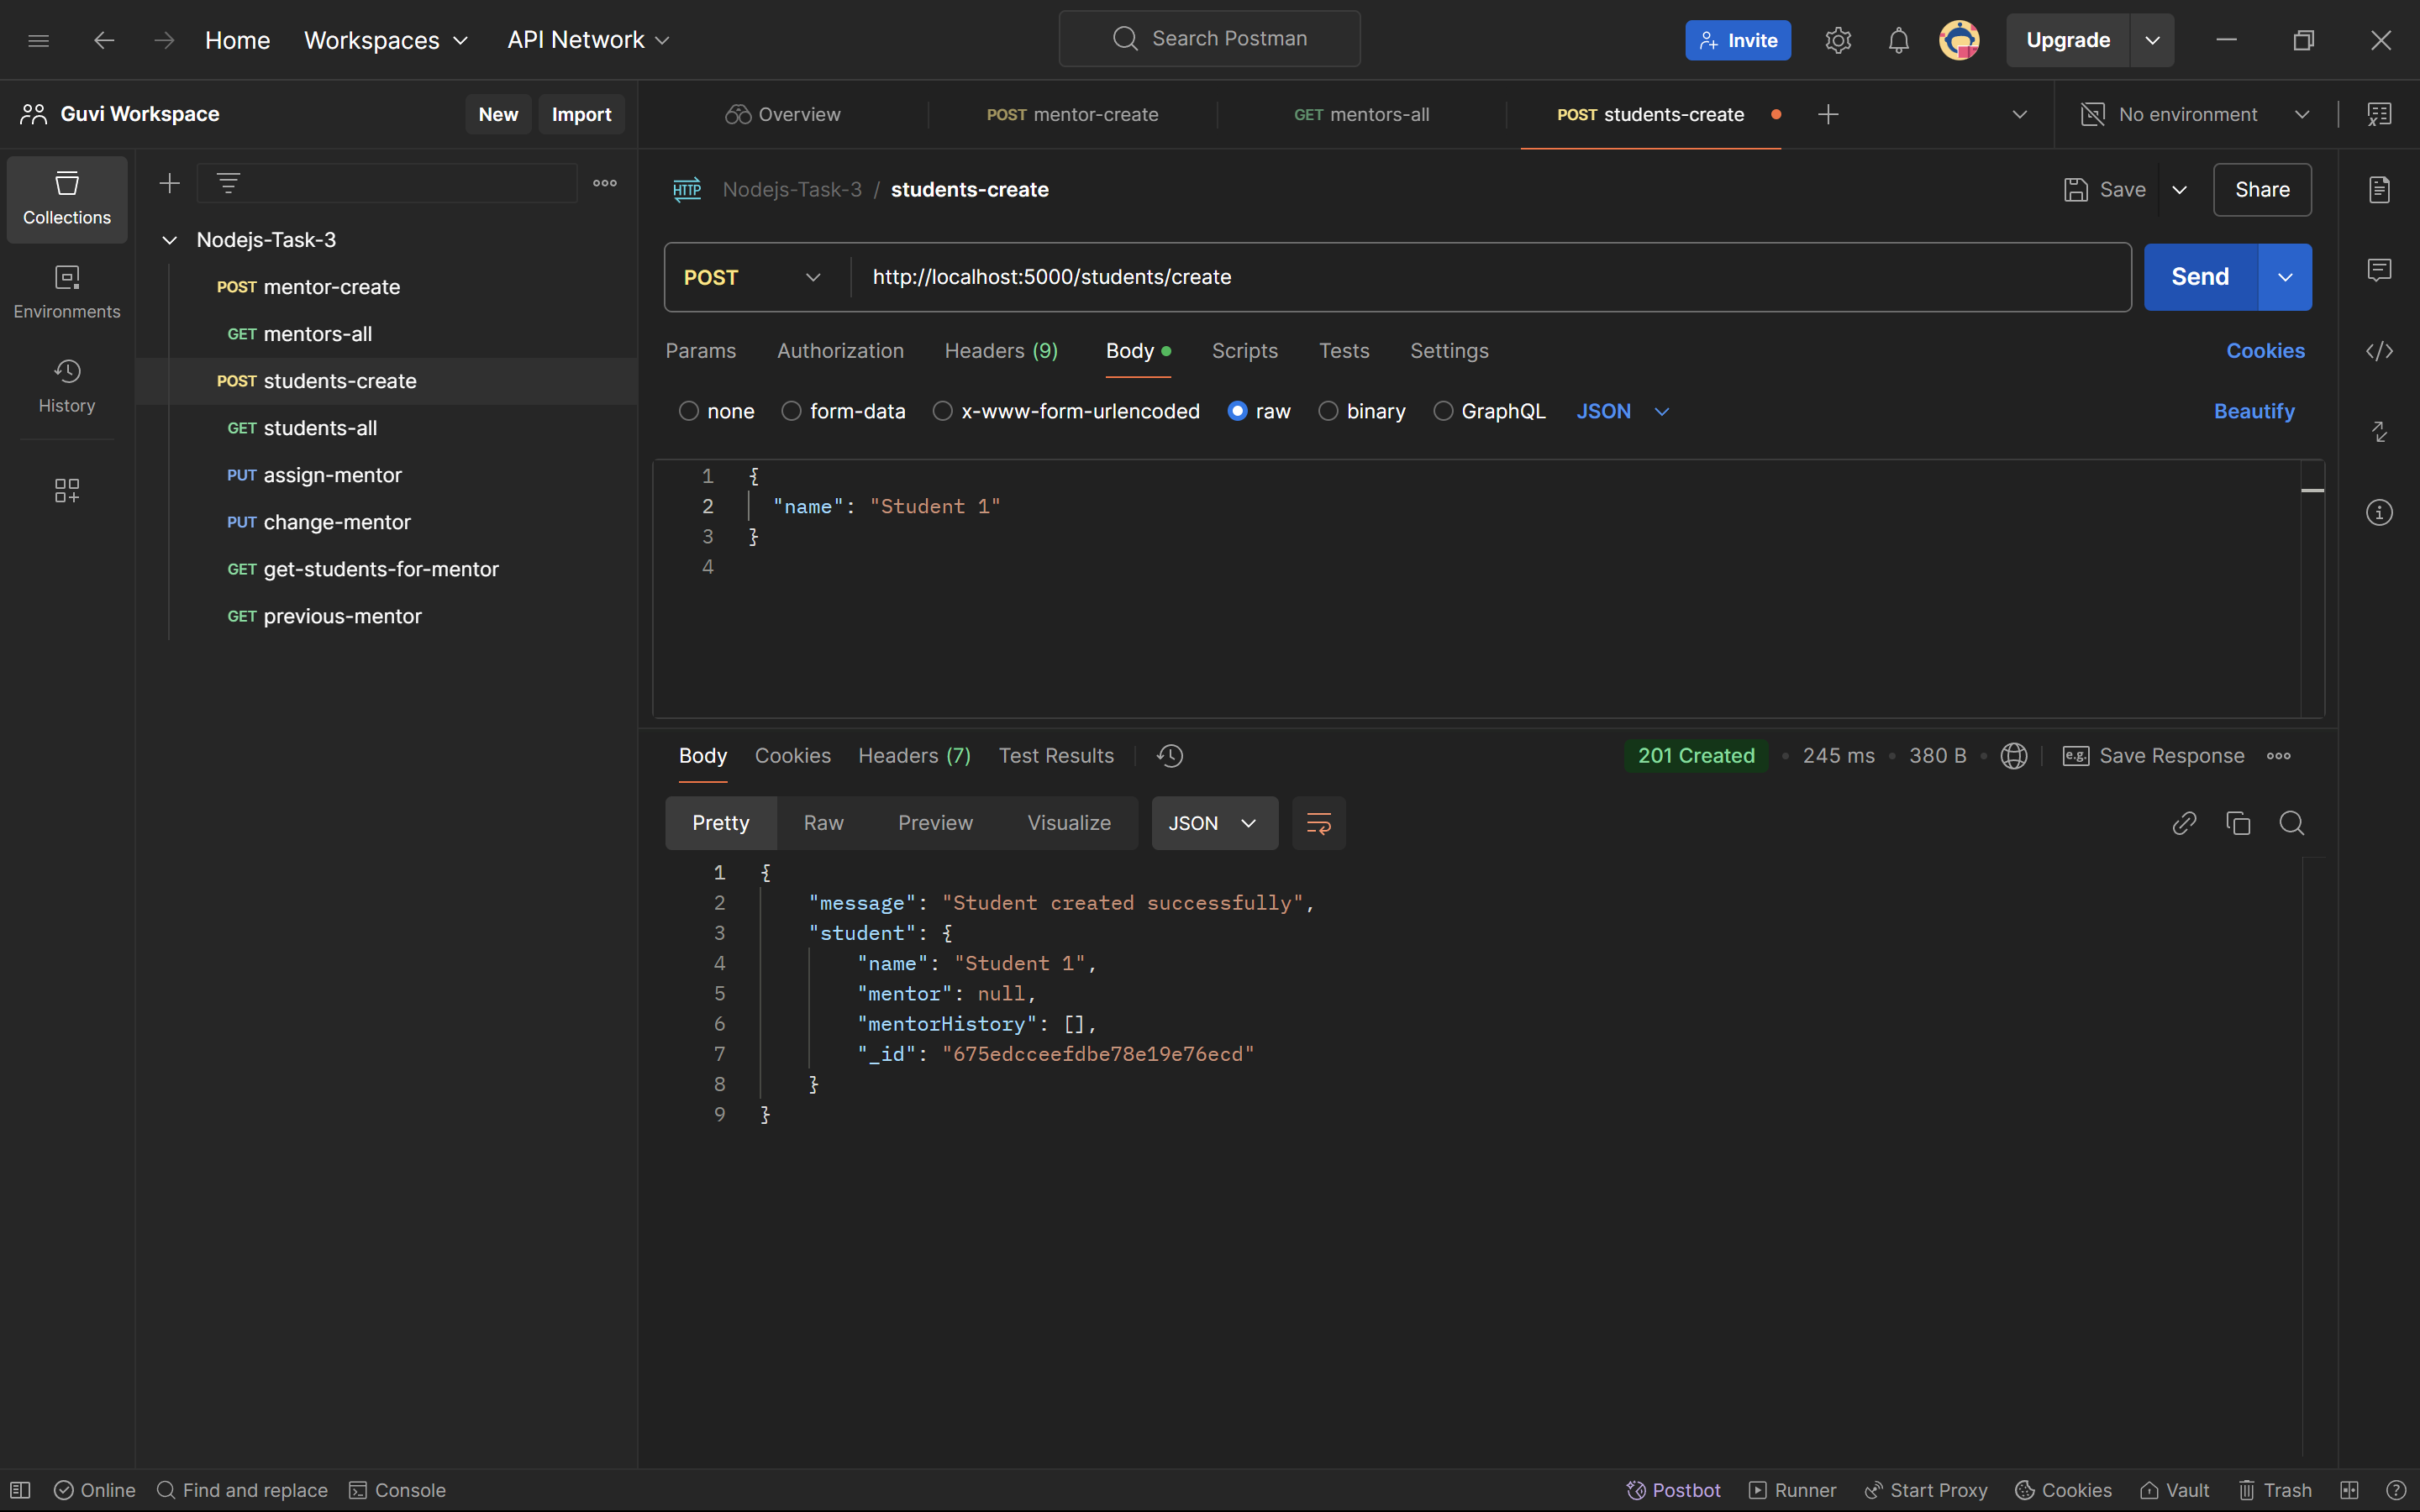 Home Workspaces API Network Search Postman Invite Upgrade
Guvi Workspace New Import Overview POST mentor-create GET mentors-all POST students-create No environment
Collections
Environments
History
Nodejs-Task-3
POST mentor-create
GET mentors-all
POST students-create
GET students-all
PUT assign-mentor
PUT change-mentor
GET get-students-for-mentor
GET previous-mentor
HTTP Nodejs-Task-3 / students-create Save Share
POST http://localhost:5000/students/create Send
Params Authorization Headers (9) Body Scripts Tests Settings Cookies
none form-data x-www-form-urlencoded raw binary GraphQL JSON Beautify
1 {
2 "name": "Student 1"
3 }
4
Body Cookies Headers (7) Test Results 201 Created • 245 ms • 380 B • e.g. Save Response
Pretty Raw Preview Visualize JSON
1 {
2 "message": "Student created successfully",
3 "student": {
4 "name": "Student 1",
5 "mentor": null,
6 "mentorHistory": [],
7 "_id": "675edcceefdbe78e19e76ecd"
8 }
9 }
Online Find and replace Console Postbot Runner Start Proxy Cookies Vault Trash